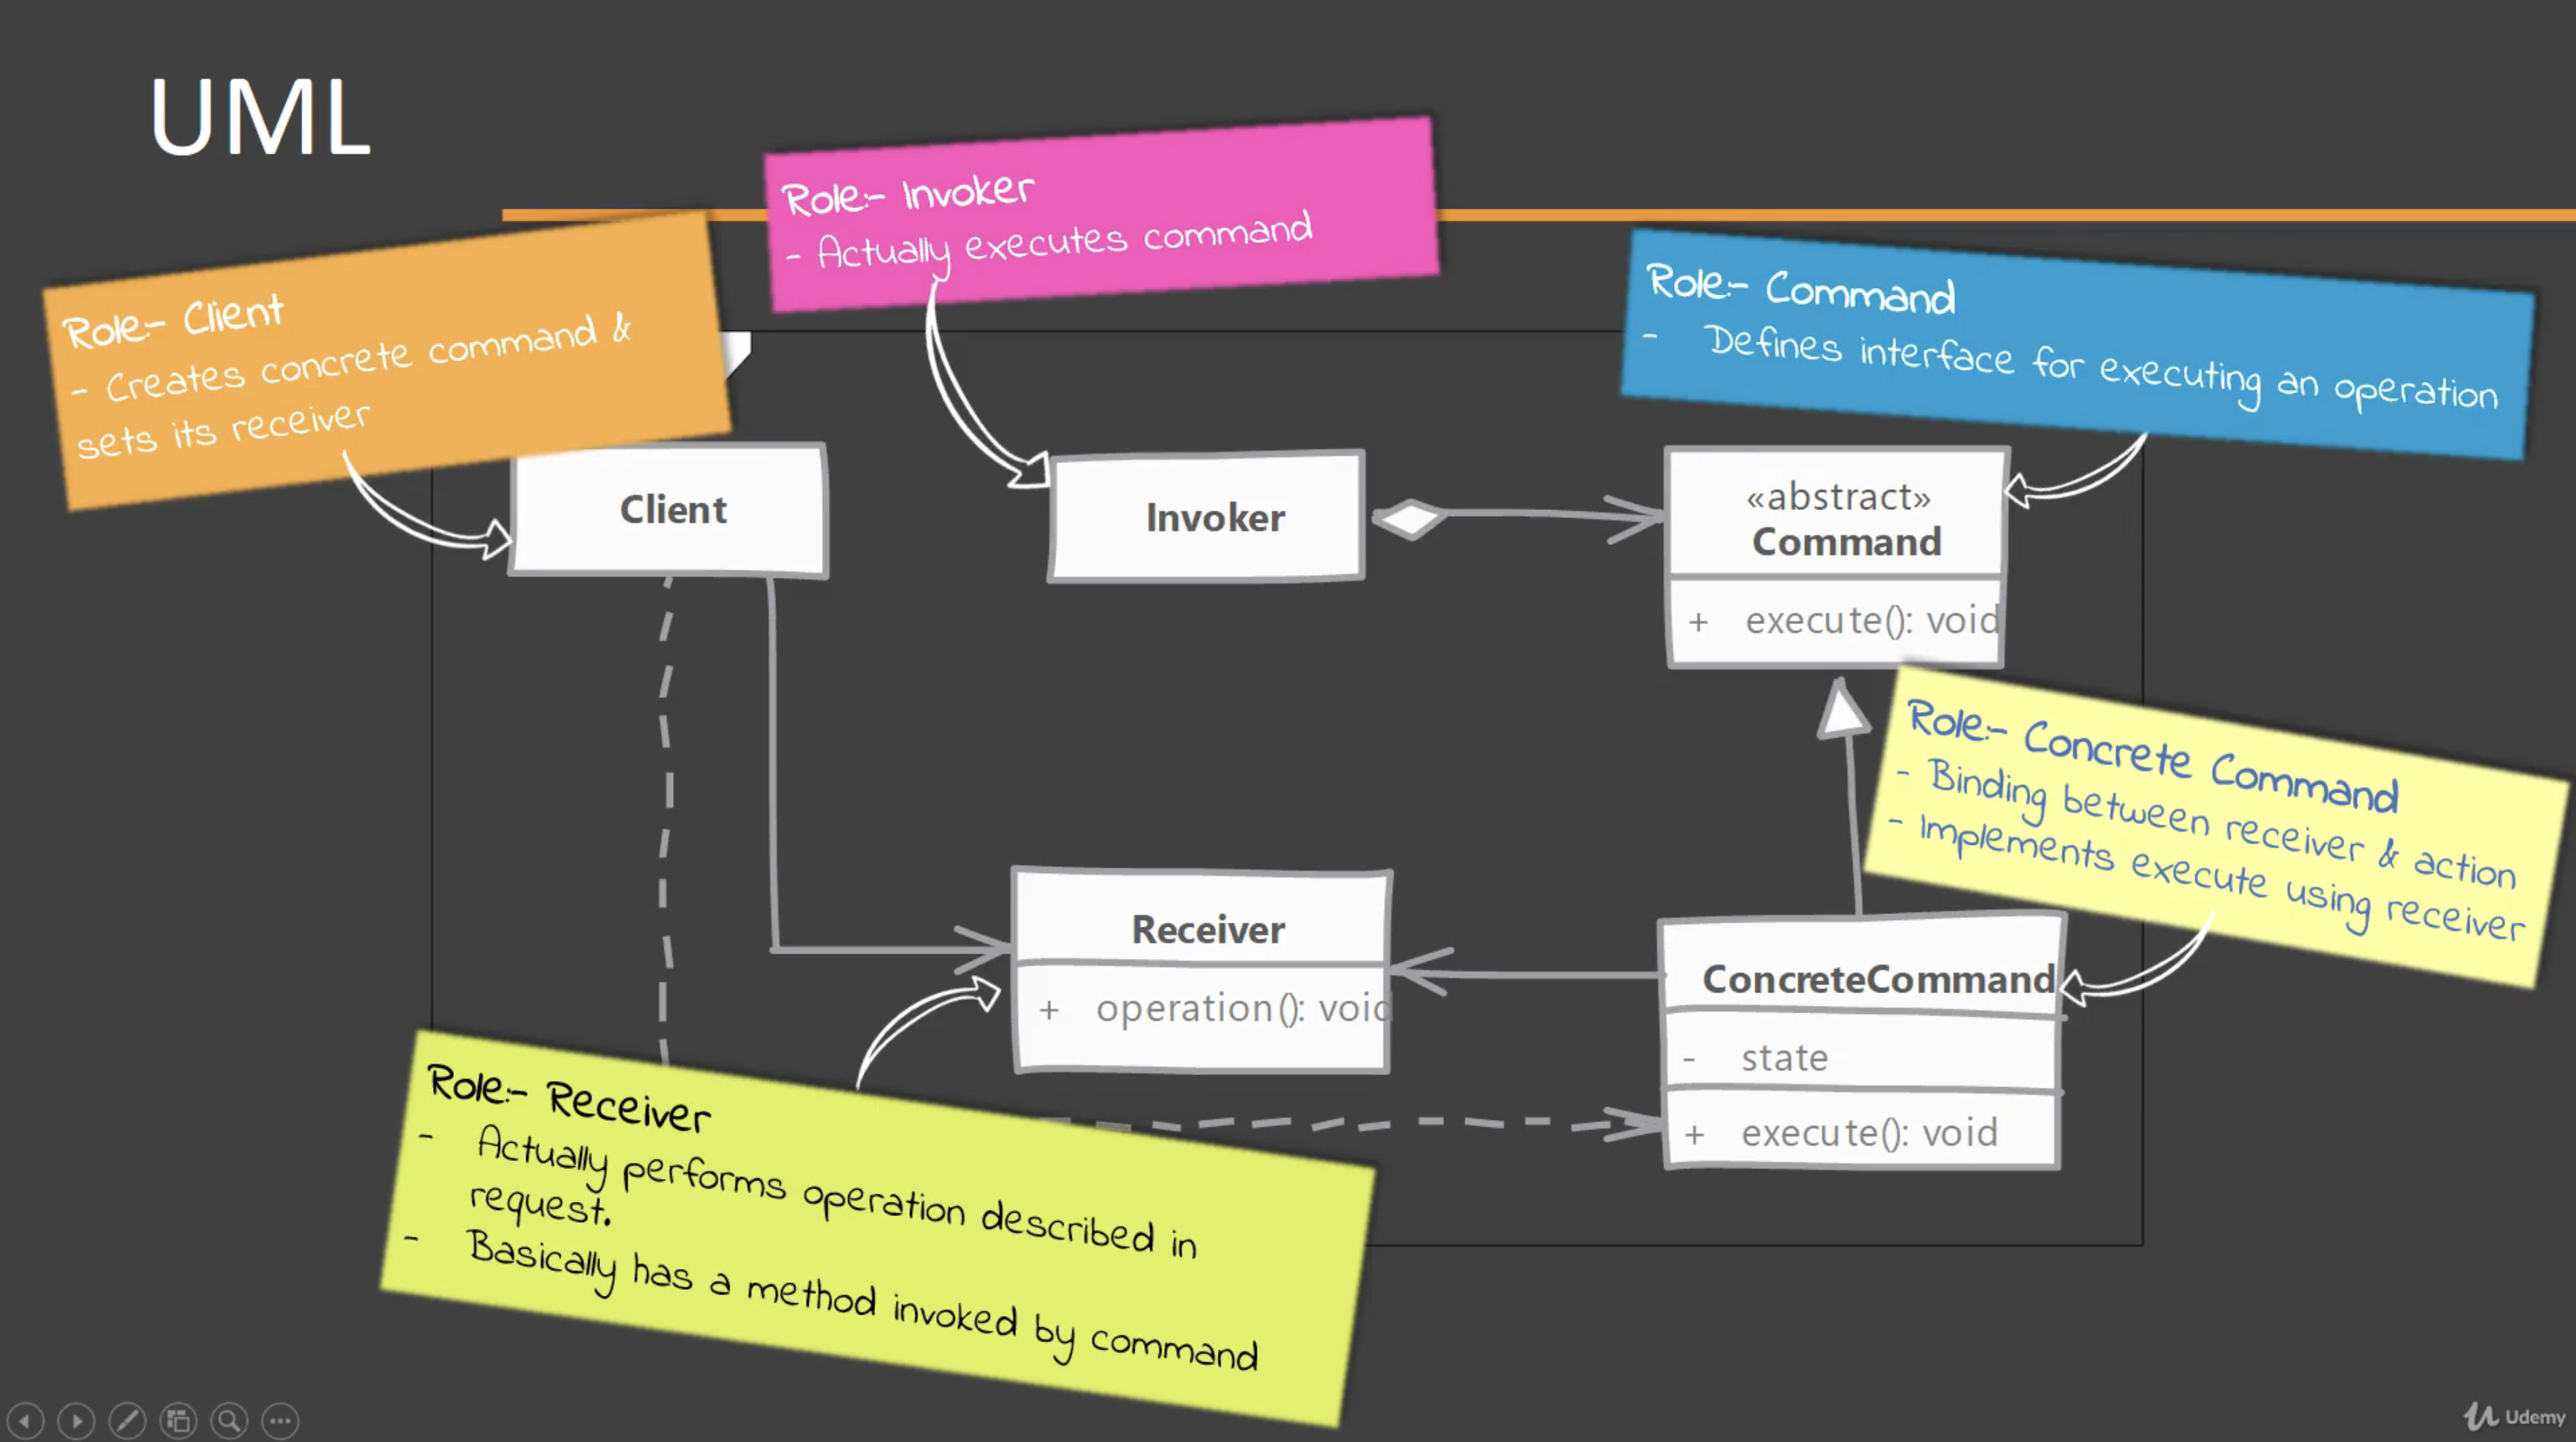 UML
Role:- Invoker
- Actually executes command
Role:- Client
- Creates concrete command &
sets its receiver
Role:- Command
- Defines interface for executing an operation
Client
Invoker
«abstract»
Command
+ execute(): void
Role:- Concrete Command
- Binding between receiver & action
- Implements execute using receiver
Receiver
+ operation(): void
ConcreteCommand
- state
+ execute(): void
Role:- Receiver
- Actually performs operation described in
request.
- Basically has a method invoked by command
Udemy